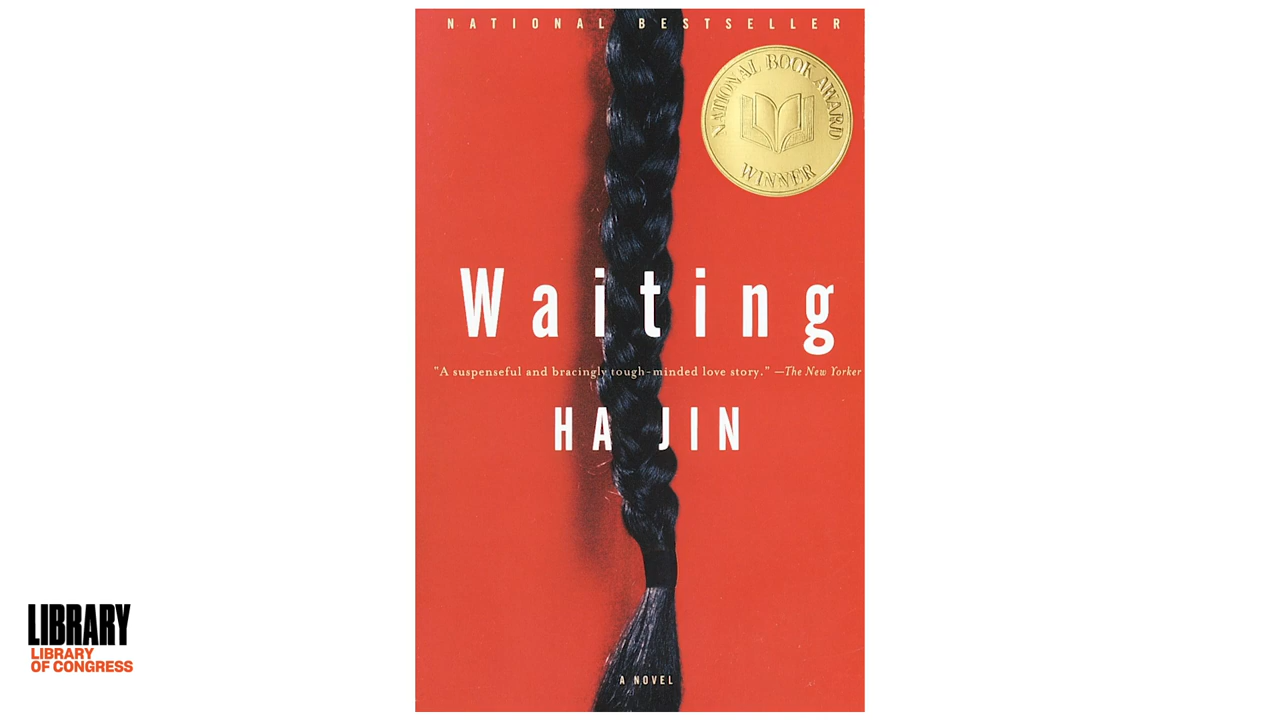 NATIONAL BESTSELLER
NATIONAL BOOK AWARD
WINNER
Waiting
"A suspenseful and bracingly tough-minded love story." —The New Yorker
HA JIN
A NOVEL
LIBRARY
LIBRARY
OF CONGRESS